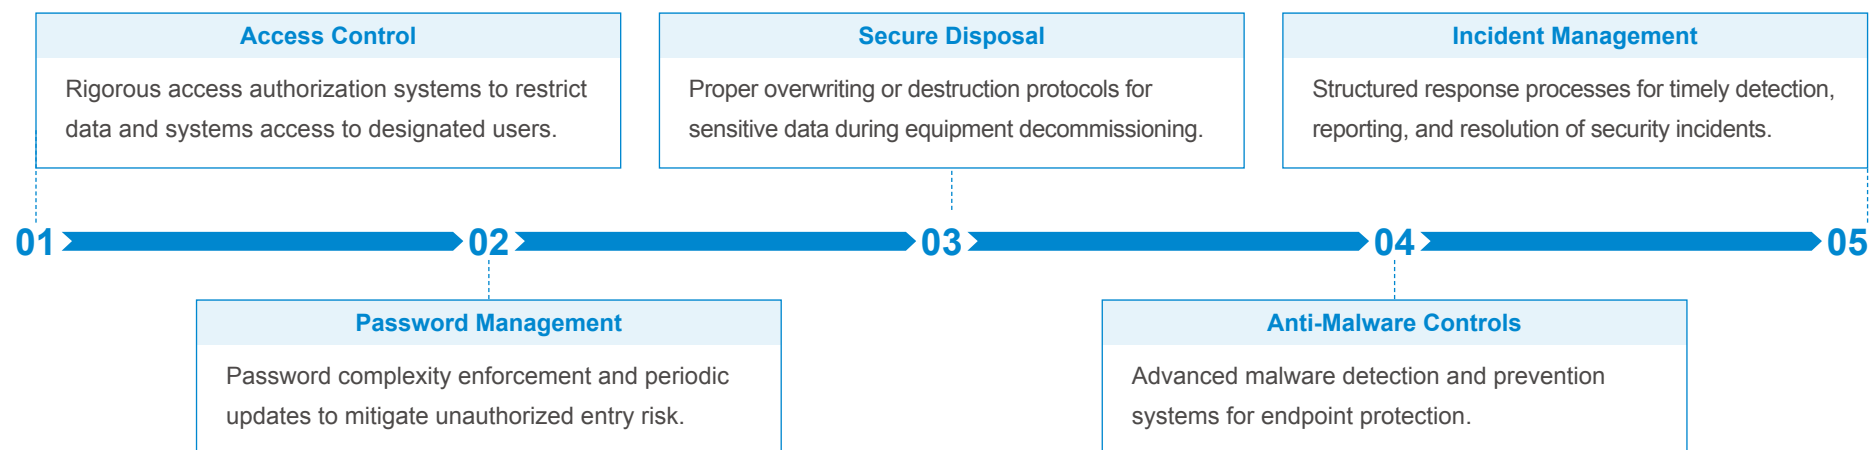 Access Control
Rigorous access authorization systems to restrict
data and systems access to designated users.
Secure Disposal
Proper overwriting or destruction protocols for
sensitive data during equipment decommissioning.
Incident Management
Structured response processes for timely detection,
reporting, and resolution of security incidents.
01
02
03
04
05
Password Management
Password complexity enforcement and periodic
updates to mitigate unauthorized entry risk.
Anti-Malware Controls
Advanced malware detection and prevention
systems for endpoint protection.